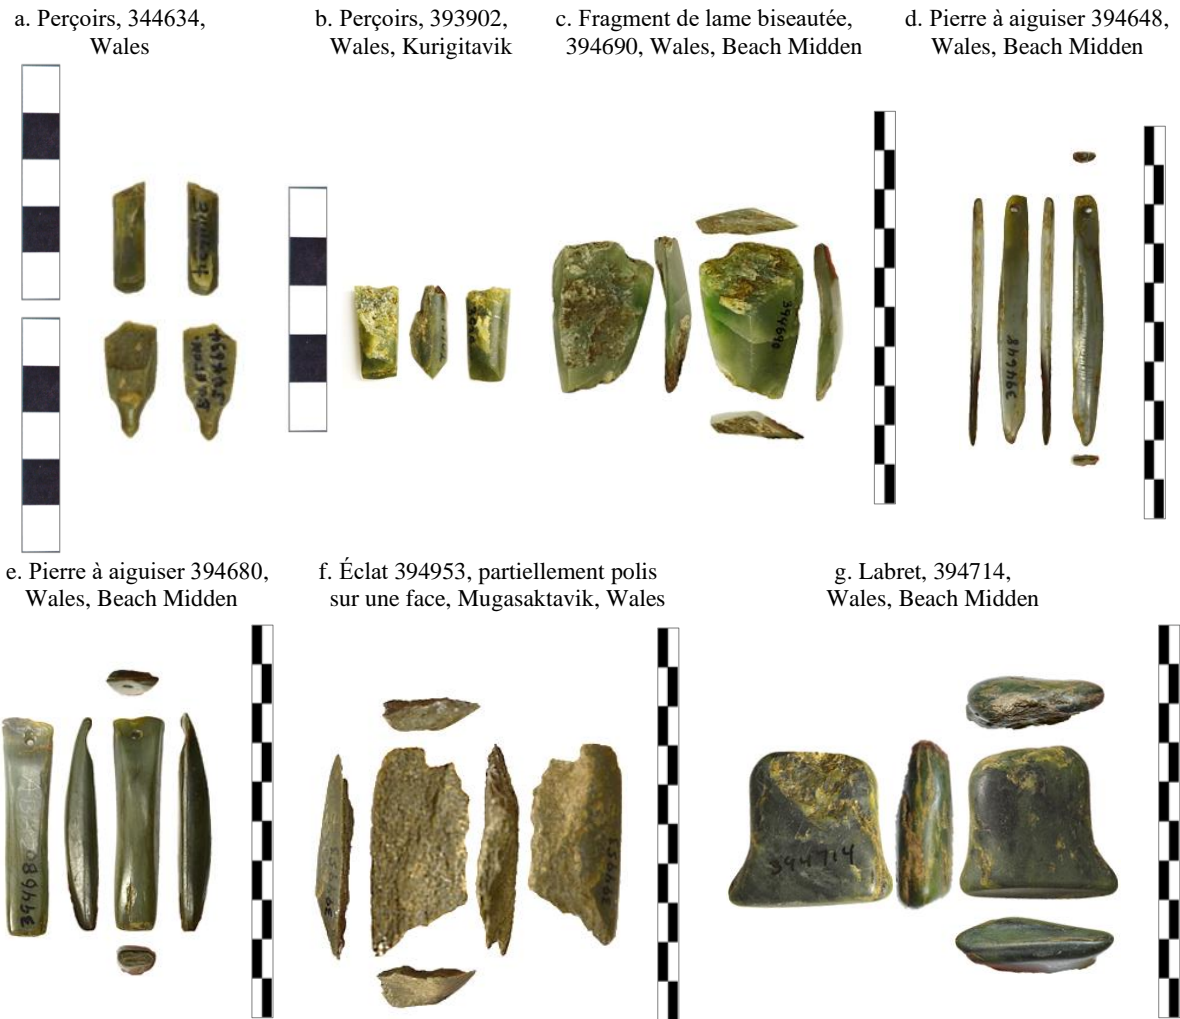 a. Perçoirs, 344634,
Wales
b. Perçoirs, 393902,
Wales, Kurigitavik
c. Fragment de lame biseautée,
394690, Wales, Beach Midden
d. Pierre à aiguiser 394648,
Wales, Beach Midden
394690
394648
e. Pierre à aiguiser 394680,
Wales, Beach Midden
f. Éclat 394953, partiellement polis
sur une face, Mugasaktavik, Wales
g. Labret, 394714,
Wales, Beach Midden
394680
394953
394953
394714